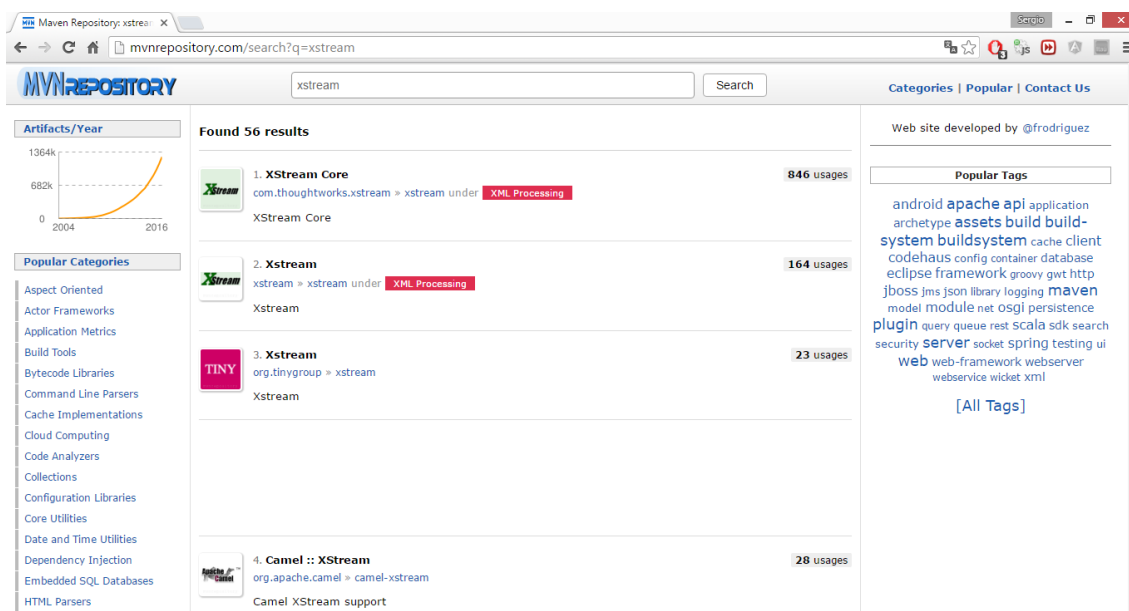 Maven Repository: xstrear
Sergio
mvnrepository.com/search?q=xstream
MVNREPOSITORY
xstream
Search
Categories | Popular | Contact Us
Artifacts/Year
1364k
682k
0
2004 2016
Popular Categories
Aspect Oriented
Actor Frameworks
Application Metrics
Build Tools
Bytecode Libraries
Command Line Parsers
Cache Implementations
Cloud Computing
Code Analyzers
Collections
Configuration Libraries
Core Utilities
Date and Time Utilities
Dependency Injection
Embedded SQL Databases
HTML Parsers
Found 56 results
XStream
1. XStream Core
846 usages
com.thoughtworks.xstream » xstream under XML Processing
XStream Core
XStream
2. Xstream
164 usages
xstream » xstream under XML Processing
Xstream
TINY
3. Xstream
23 usages
org.tinygroup » xstream
Xstream
Apache Camel
4. Camel :: XStream
28 usages
org.apache.camel » camel-xstream
Camel XStream support
Web site developed by @frodriguez
Popular Tags
android apache api application
archetype assets build build-
system buildsystem cache client
codehaus config container database
eclipse framework groovy gwt http
jboss jms json library logging maven
model module net osgi persistence
plugin query queue rest scala sdk search
security server socket spring testing ui
web web-framework webserver
webservice wicket xml
[All Tags]